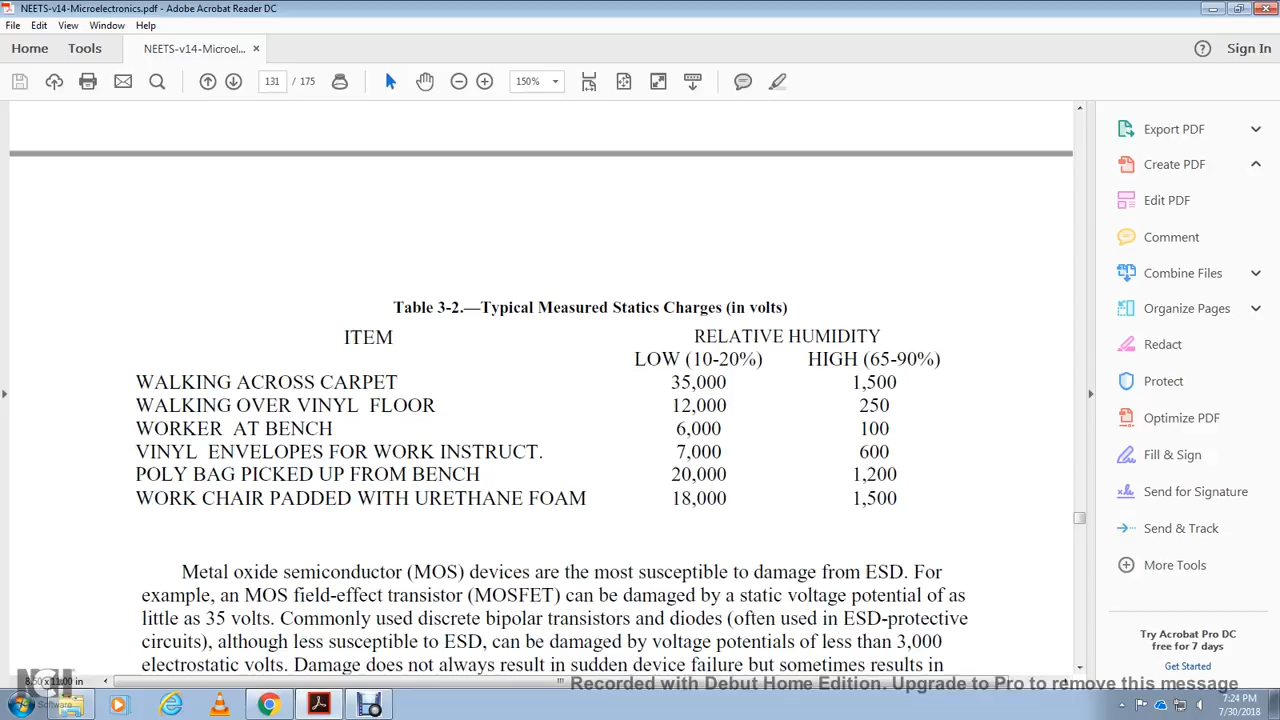 NEETS-v14-Microelectronics.pdf - Adobe Acrobat Reader DC
File Edit View Window Help
Home Tools NEETS-v14-Microel... × Sign In
131 / 175 150%
Export PDF
Create PDF
Edit PDF
Comment
Combine Files
Organize Pages
Redact
Protect
Optimize PDF
Fill & Sign
Send for Signature
Send & Track
More Tools
Try Acrobat Pro DC
free for 7 days
Get Started
Table 3-2.—Typical Measured Statics Charges (in volts)
ITEM RELATIVE HUMIDITY
LOW (10-20%) HIGH (65-90%)
WALKING ACROSS CARPET 35,000 1,500
WALKING OVER VINYL FLOOR 12,000 250
WORKER AT BENCH 6,000 100
VINYL ENVELOPES FOR WORK INSTRUCT. 7,000 600
POLY BAG PICKED UP FROM BENCH 20,000 1,200
WORK CHAIR PADDED WITH URETHANE FOAM 18,000 1,500
Metal oxide semiconductor (MOS) devices are the most susceptible to damage from ESD. For
example, an MOS field-effect transistor (MOSFET) can be damaged by a static voltage potential of as
little as 35 volts. Commonly used discrete bipolar transistors and diodes (often used in ESD-protective
circuits), although less susceptible to ESD, can be damaged by voltage potentials of less than 3,000
electrostatic volts. Damage does not always result in sudden device failure but sometimes results in
8.50 x 11.00 in
Recorded with Debut Home Edition. Upgrade to Pro to remove this message
NCH
Software
7:24 PM
7/30/2018